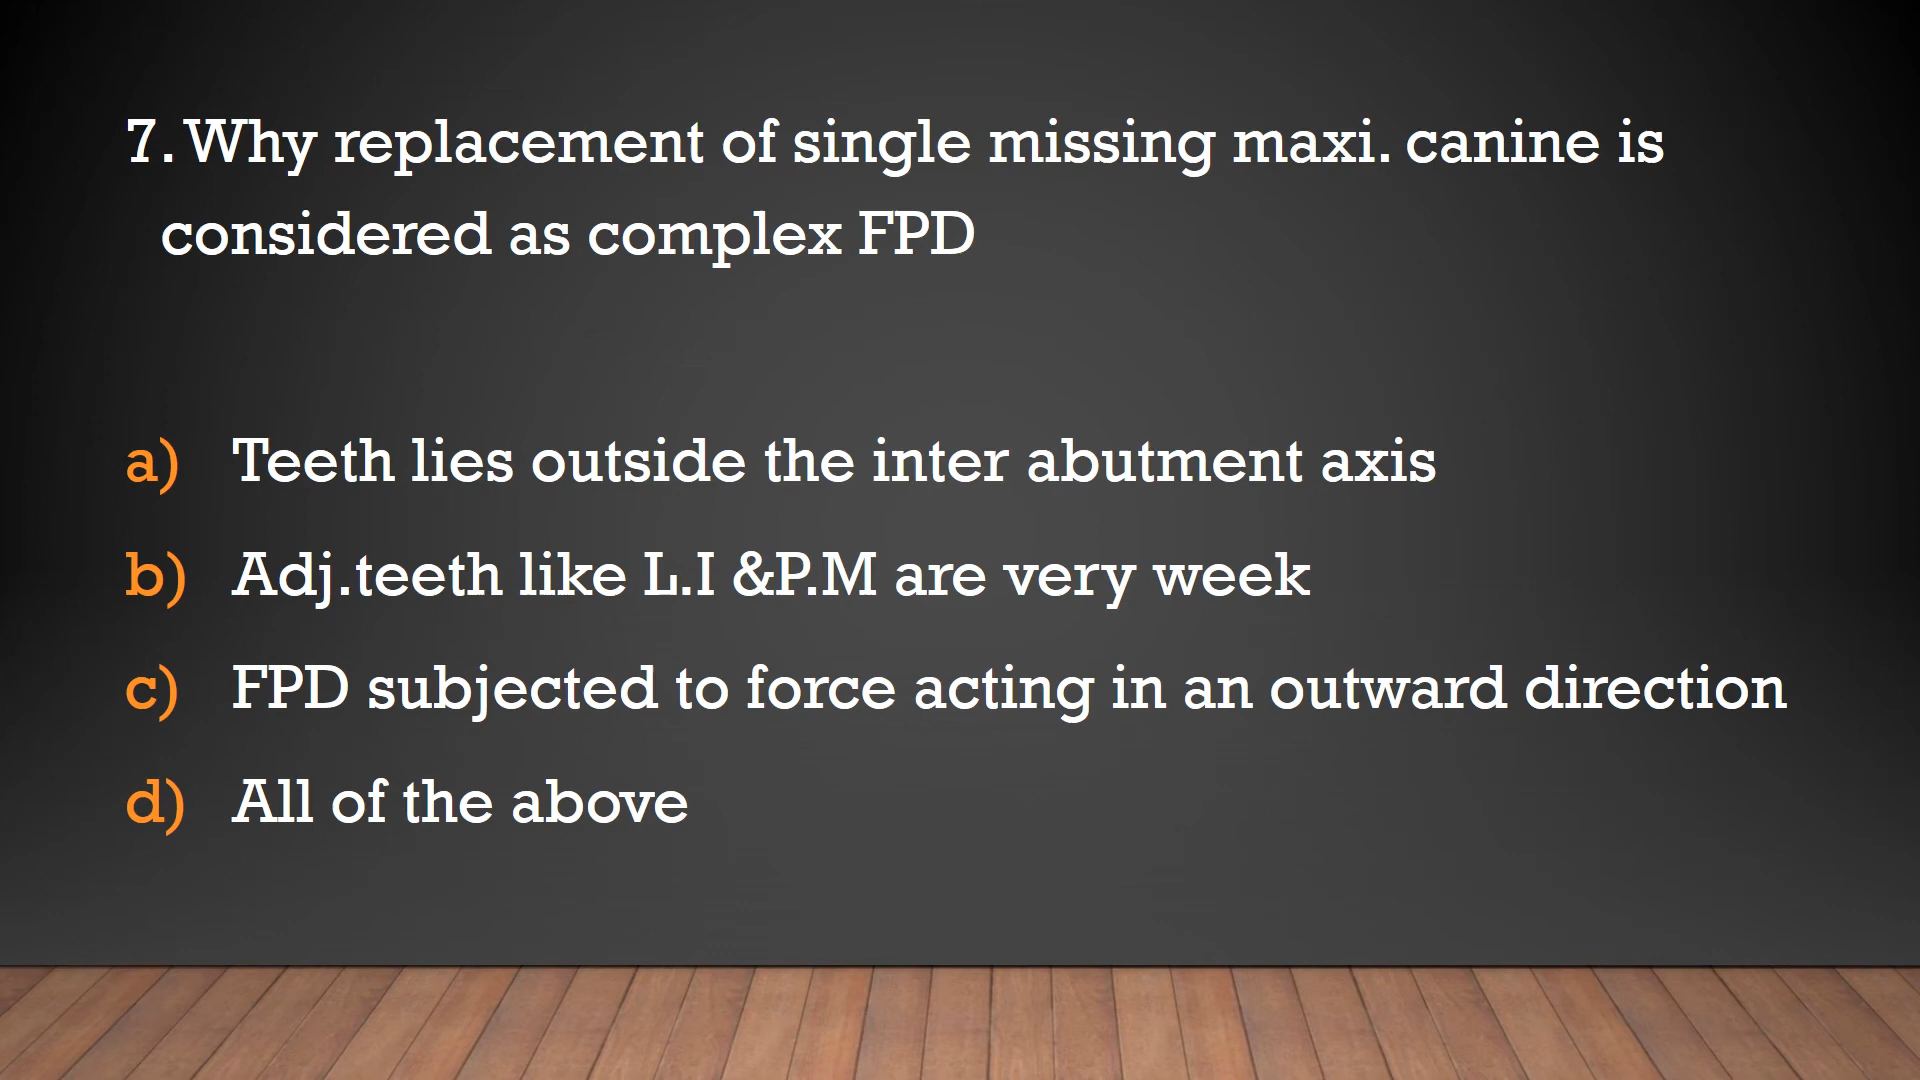 7. Why replacement of single missing maxi. canine is
considered as complex FPD
a) Teeth lies outside the inter abutment axis
b) Adj.teeth like L.I &P.M are very week
c) FPD subjected to force acting in an outward direction
d) All of the above